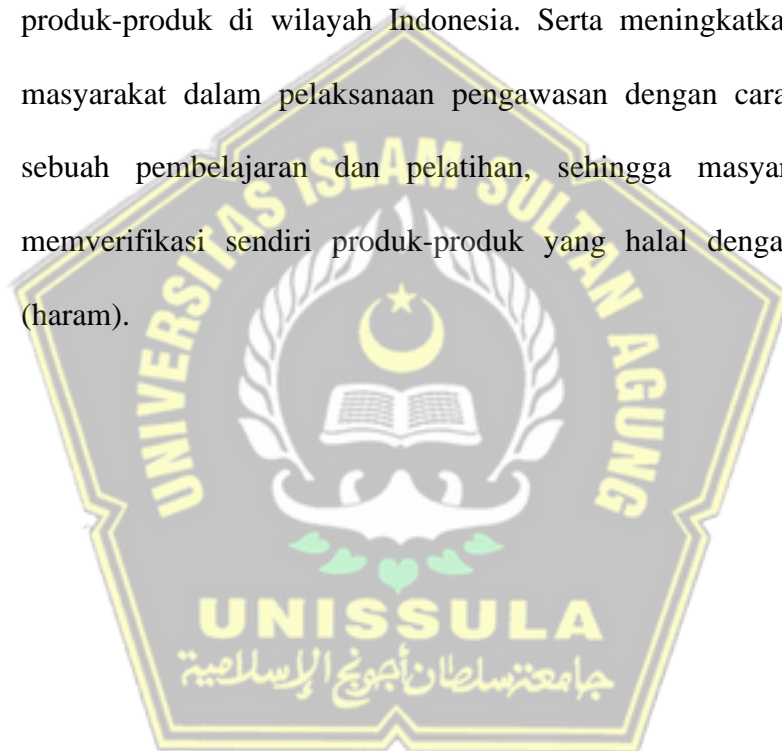 produk-produk di wilayah Indonesia. Serta meningkatka
masyarakat dalam pelaksanaan pengawasan dengan cara
sebuah pembelajaran dan pelatihan, sehingga masyar
memverifikasi sendiri produk-produk yang halal denga
(haram).
UNIVERSITAS ISLAM SULTAN AGUNG
UNISSULA
جامعة سلطان أجونج الإسلامية